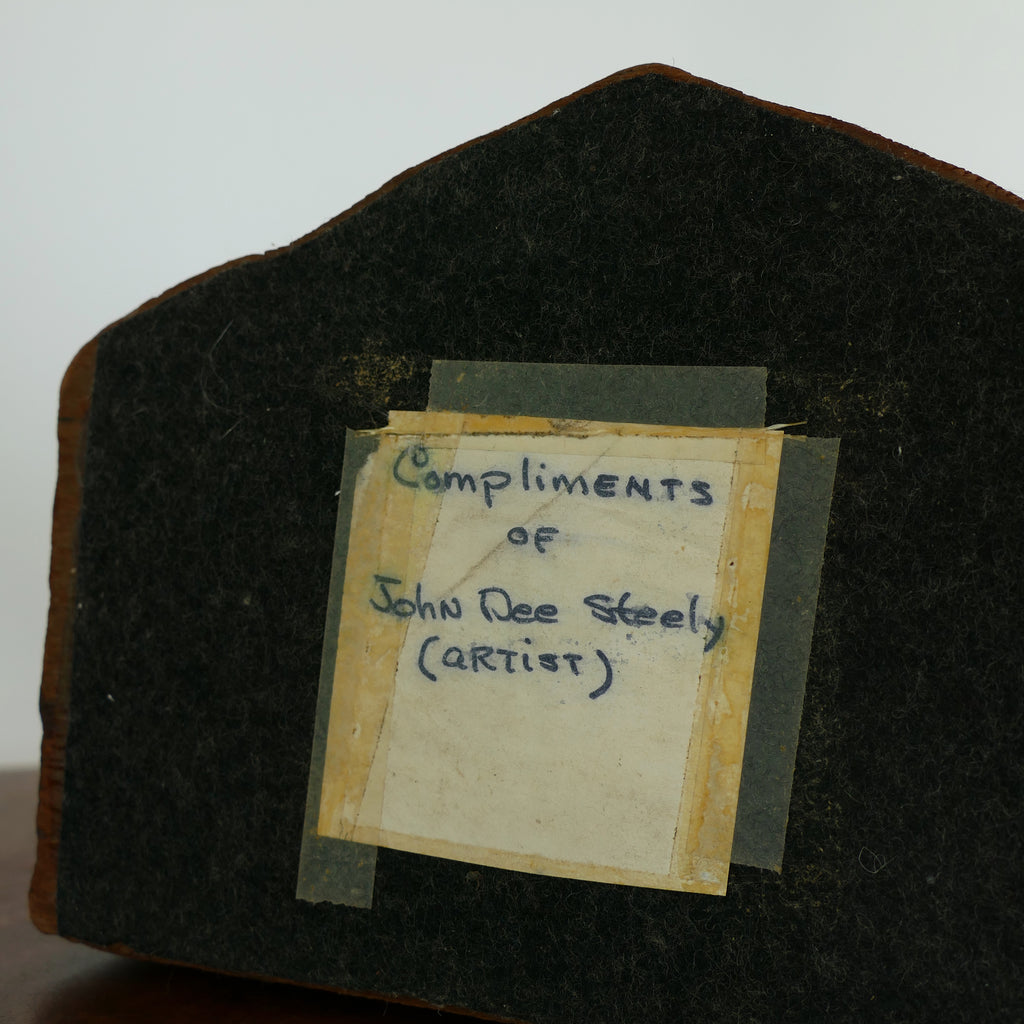 Compliments
OF
John Dee Steely
(ARTIST)